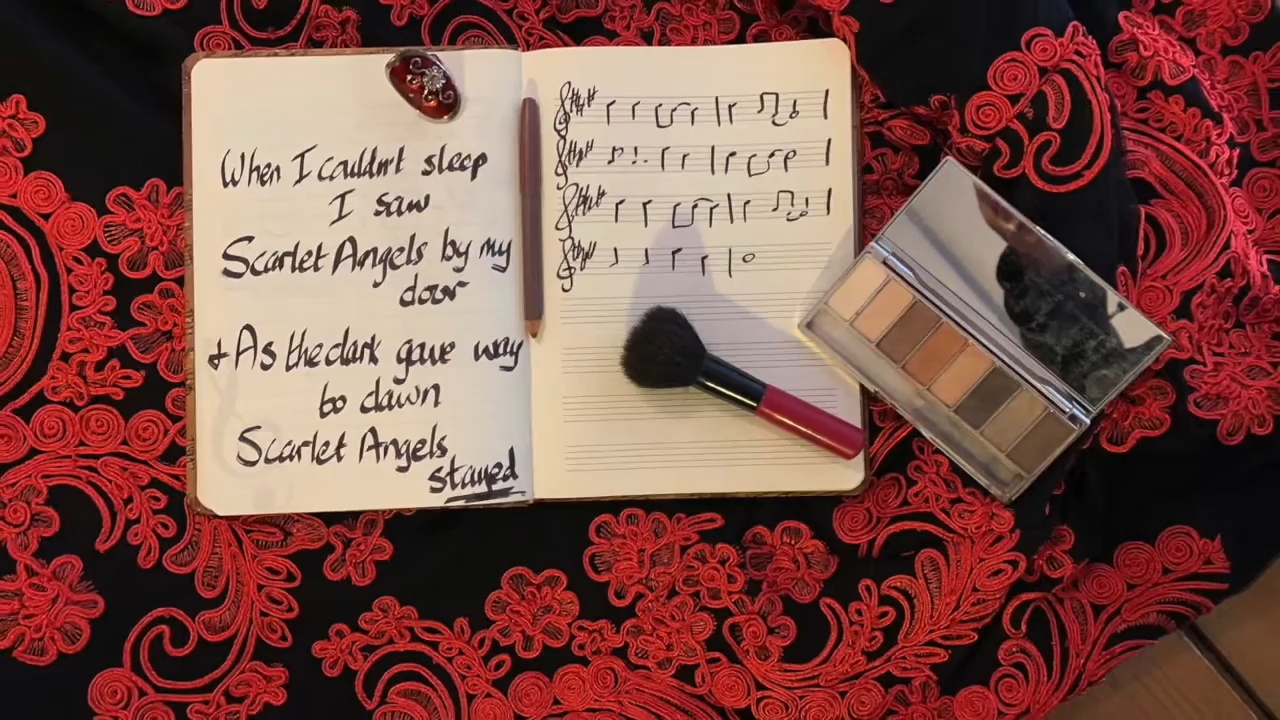 When I couldn't sleep
I saw
Scarlet Angels by my
door
+ As the dark gave way
to dawn
Scarlet Angels
stayed